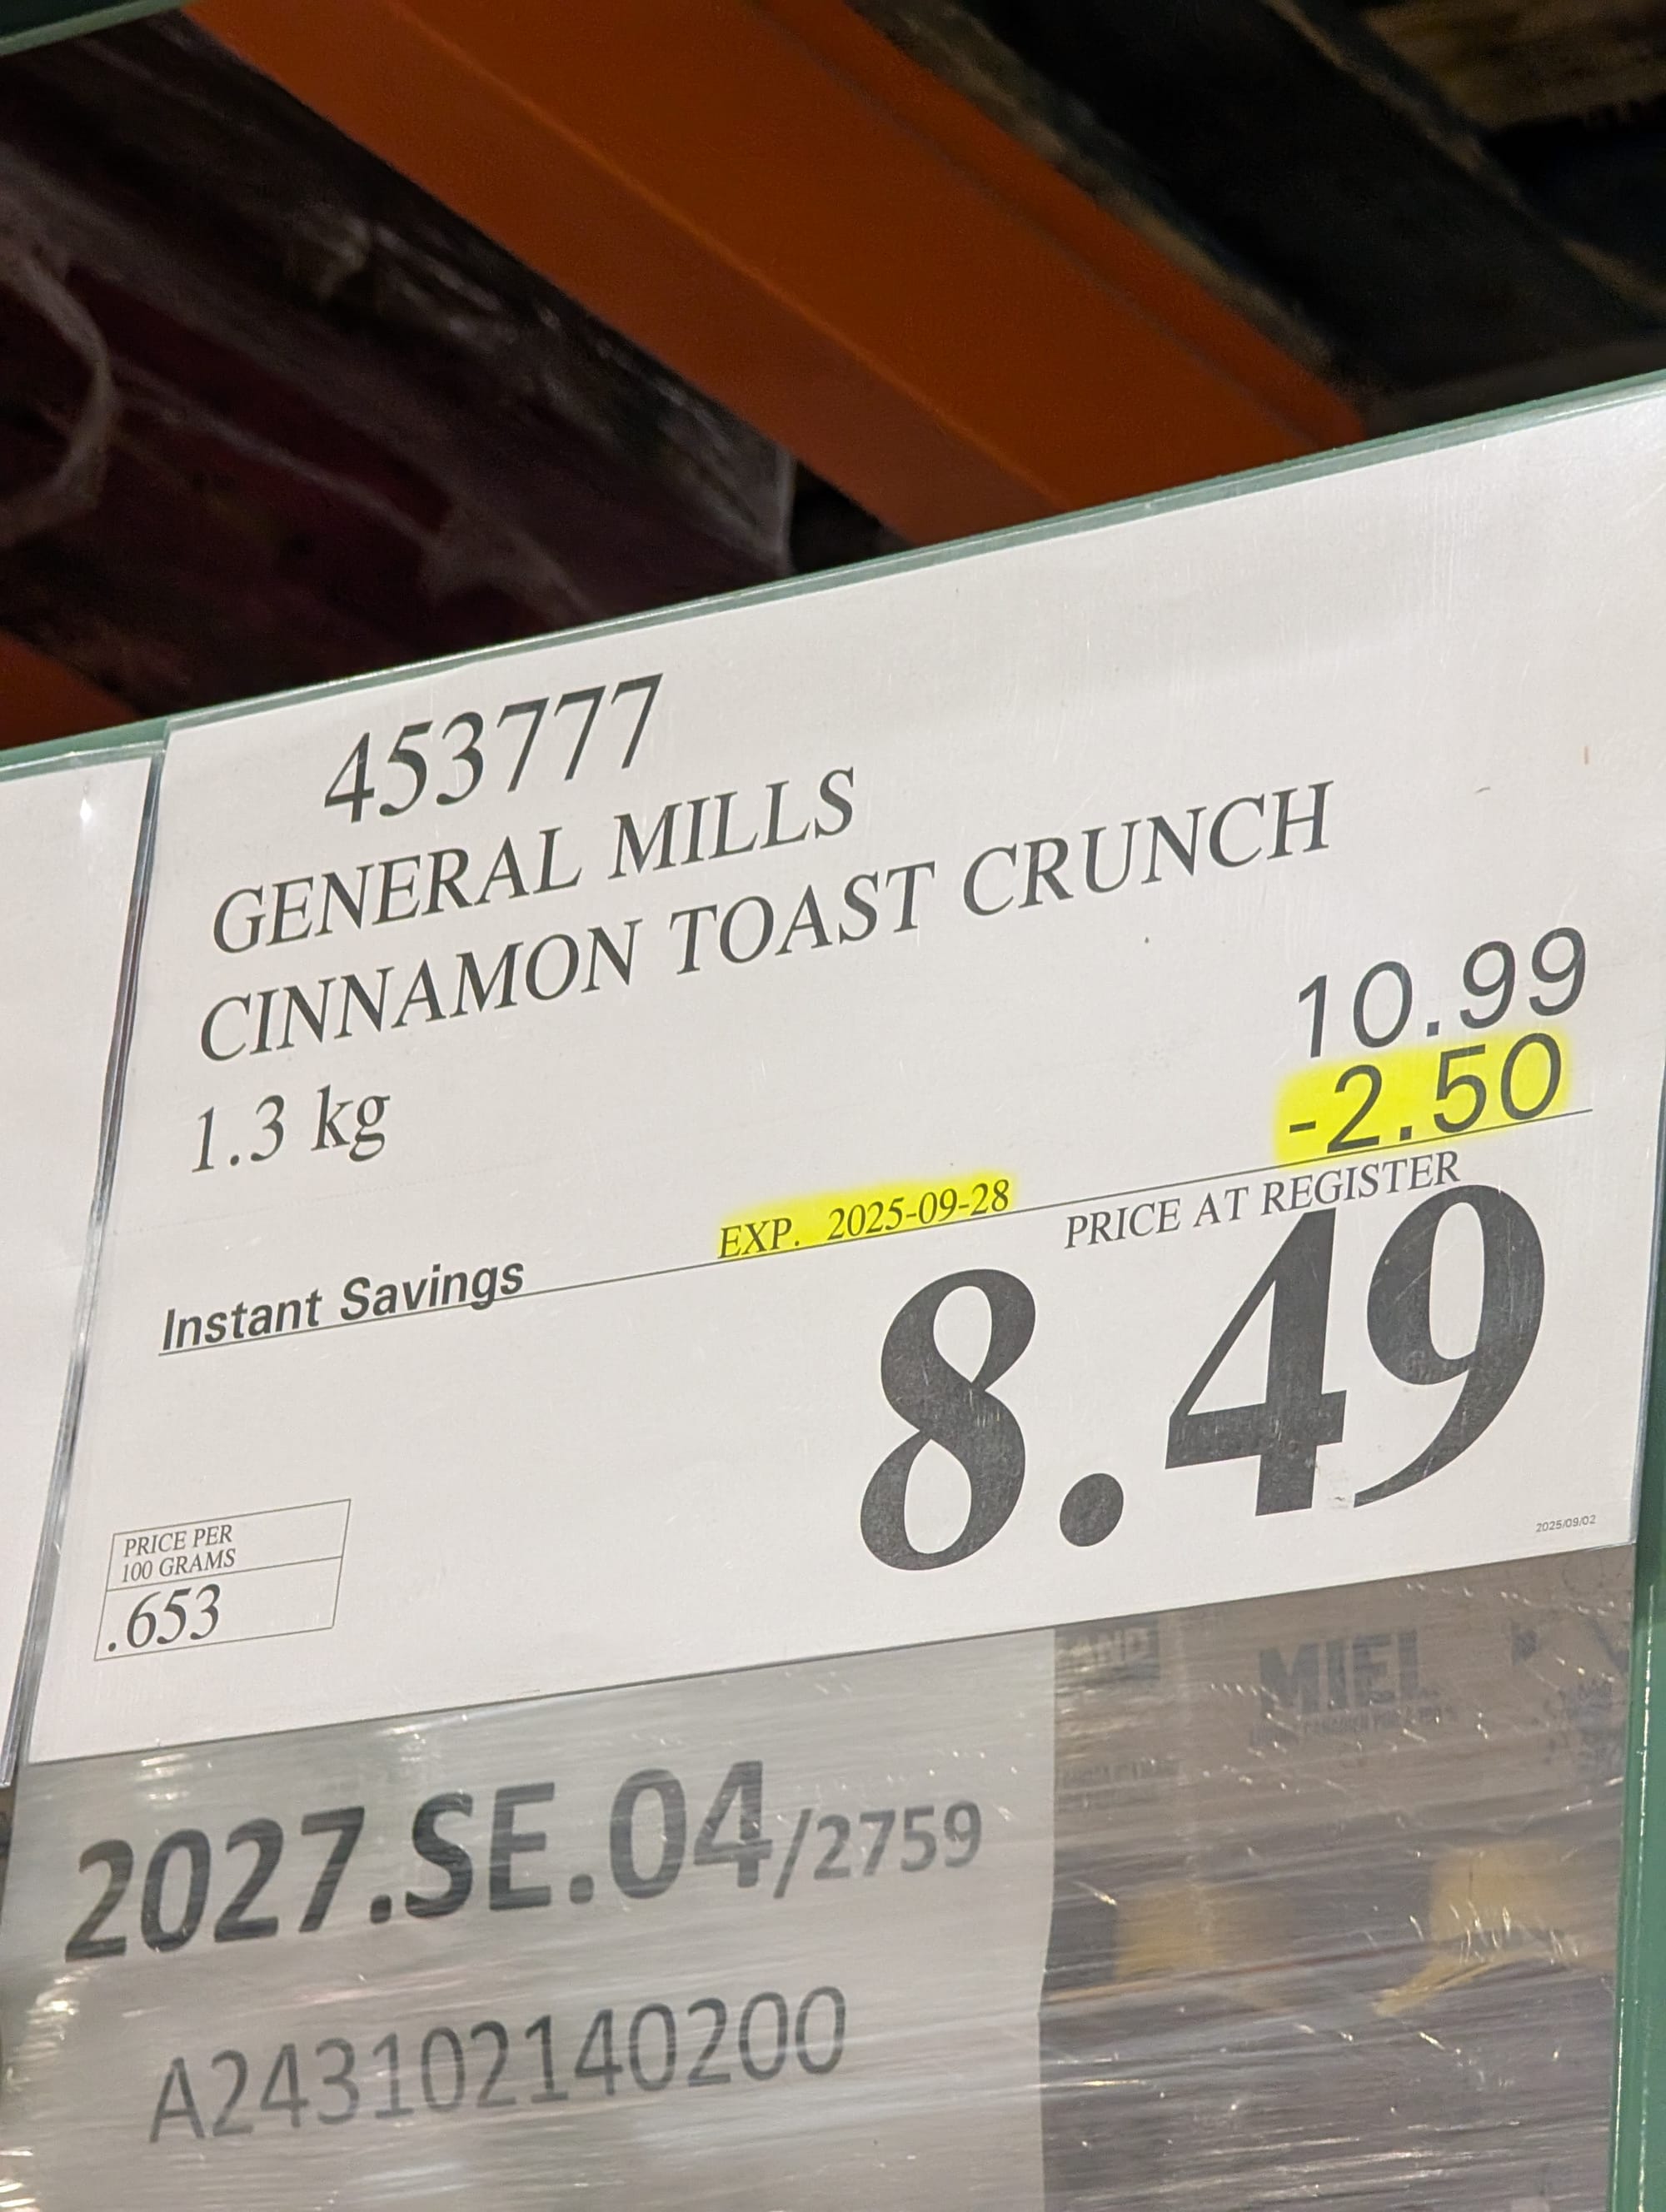 453777
GENERAL MILLS
CINNAMON TOAST CRUNCH
1.3 kg
10.99
-2.50
Instant Savings
EXP. 2025-09-28
PRICE AT REGISTER
8.49
PRICE PER
100 GRAMS
.653
2025/09/02
MIEL
2027.SE.04/2759
A243102140200